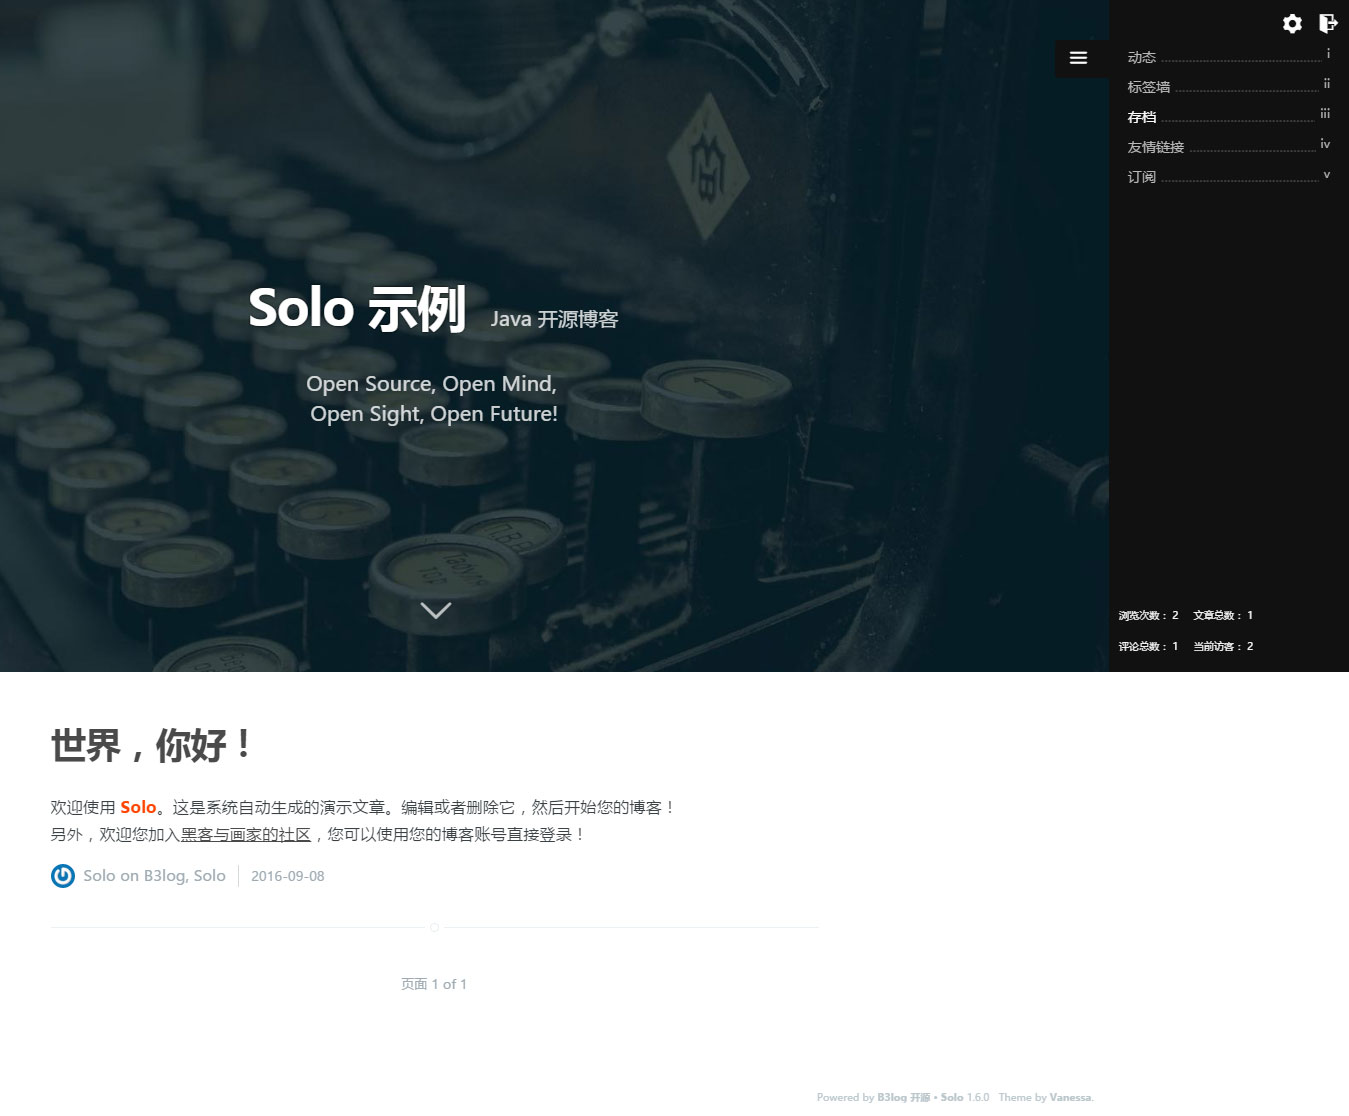 动态 i
标签墙 ii
存档 iii
友情链接 iv
订阅 v
Solo 示例 Java 开源博客
Open Source, Open Mind,
Open Sight, Open Future!
浏览次数： 2 文章总数： 1
评论总数： 1 当前访客： 2
世界，你好！
欢迎使用 Solo。这是系统自动生成的演示文章。编辑或者删除它，然后开始您的博客！
另外，欢迎您加入黑客与画家的社区，您可以使用您的博客账号直接登录！
Solo on B3log, Solo 2016-09-08
页面 1 of 1
Powered by B3log 开源 • Solo 1.6.0 Theme by Vanessa.